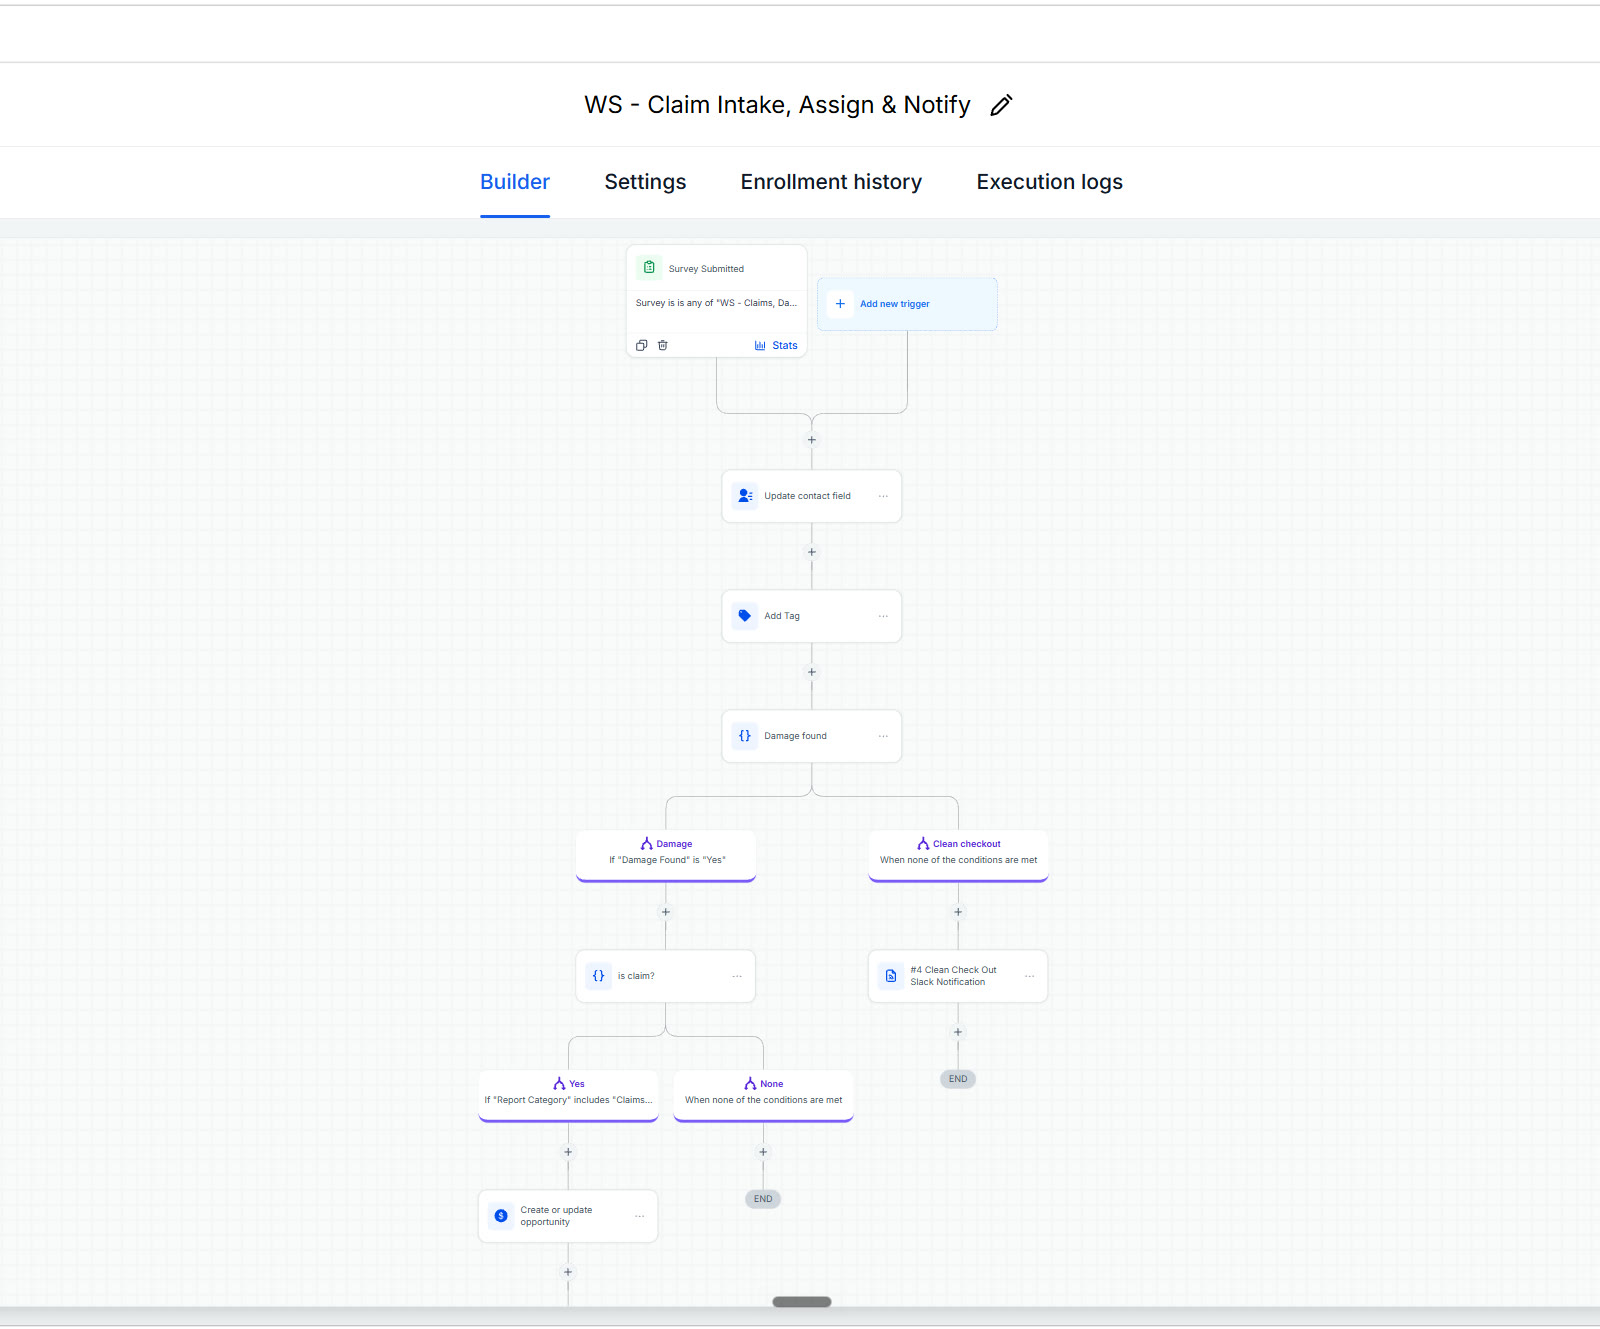 WS - Claim Intake, Assign & Notify
Builder
Settings
Enrollment history
Execution logs
Survey Submitted
Survey is is any of "WS - Claims, Da...
Stats
Add new trigger
Update contact field
Add Tag
Damage found
Damage
If "Damage Found" is "Yes"
Clean checkout
When none of the conditions are met
is claim?
#4 Clean Check Out
Slack Notification
END
Yes
If "Report Category" includes "Claims...
None
When none of the conditions are met
END
Create or update
opportunity